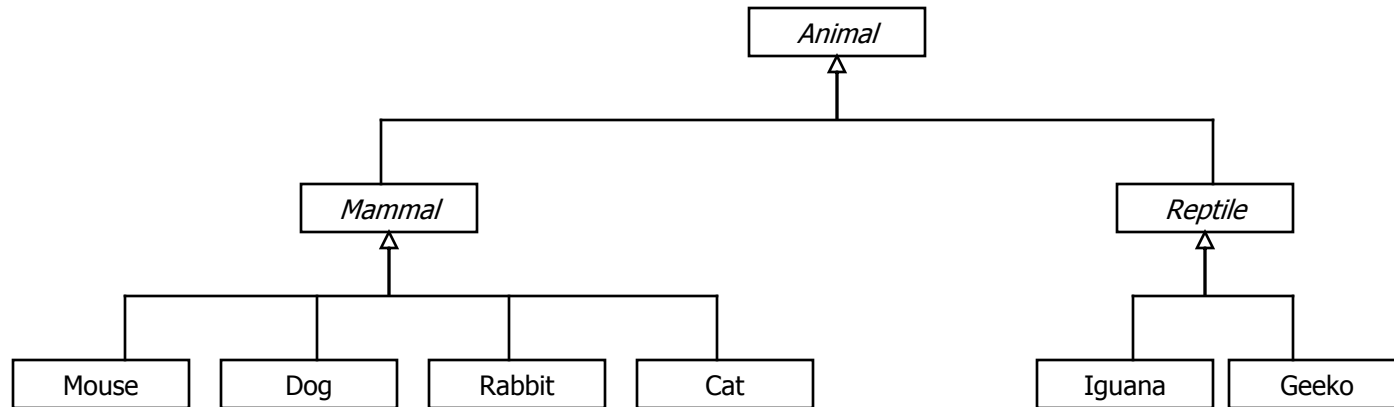 Animal
Mammal
Reptile
Mouse
Dog
Rabbit
Cat
Iguana
Geeko